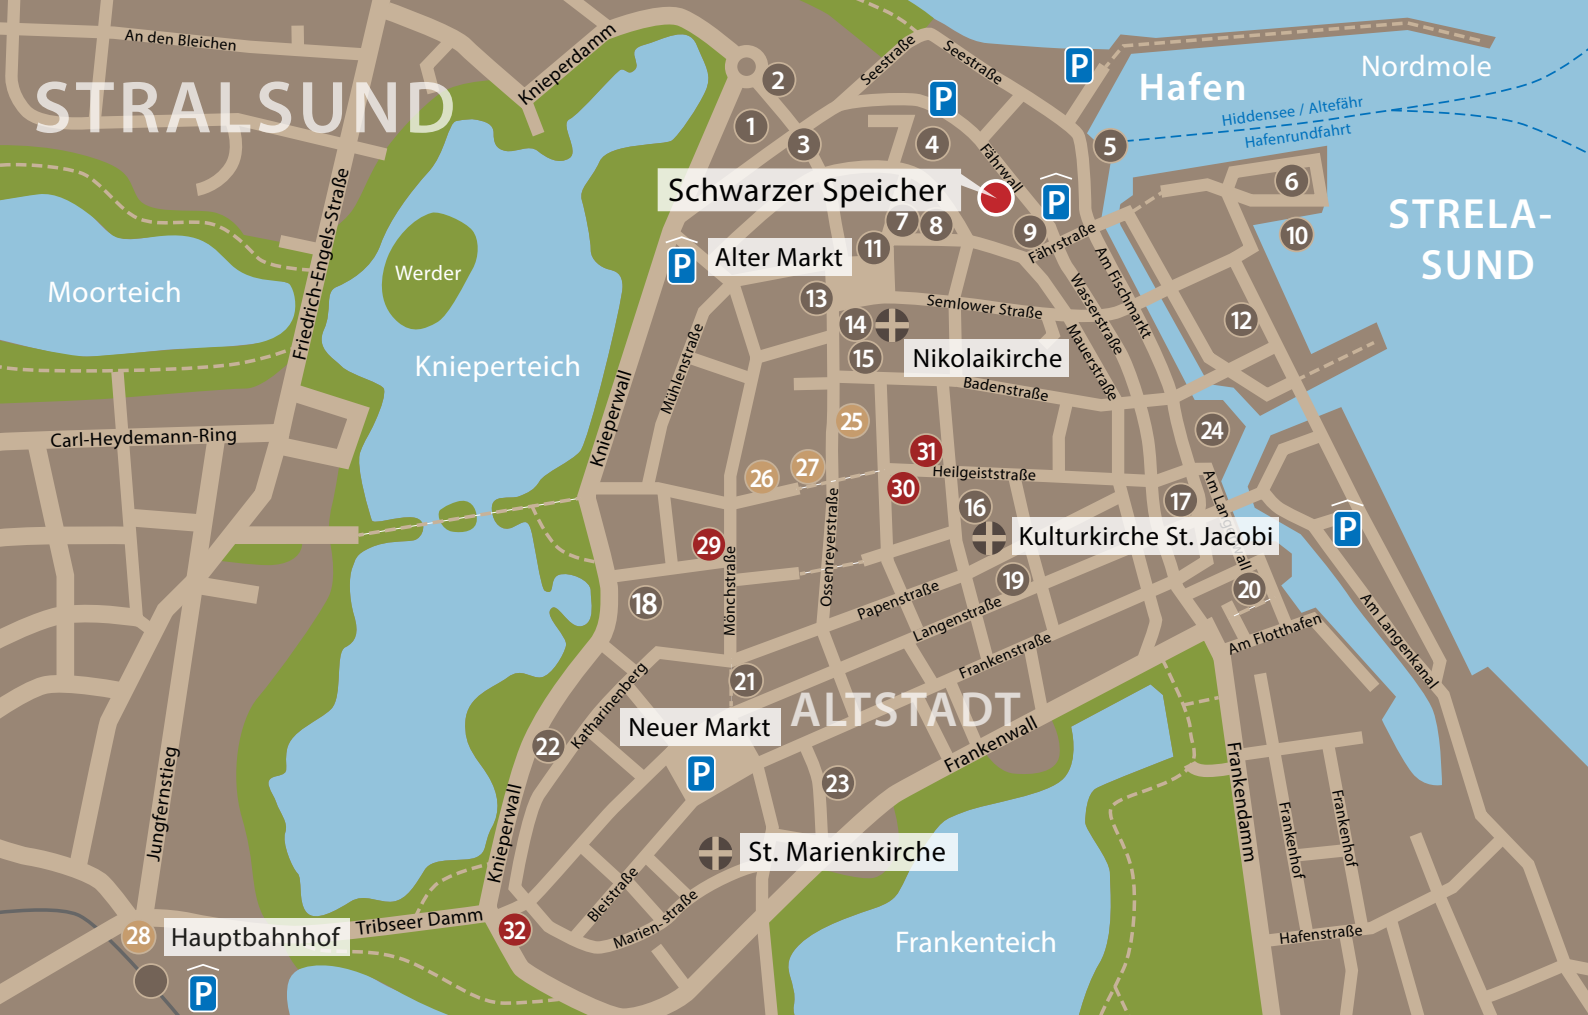 An den Bleichen
STRALSUND
Knieperdamm
Seestraße
Seestraße
P
P
Hafen
Nordmole
Hiddensee / Altefähr
Hafenrundfahrt
2
1
3
4
5
6
Fährwall
Schwarzer Speicher
P
7
8
9
10
11
Fährstraße
STRELA-
SUND
Friedrich-Engels-Straße
Moorteich
Werder
P
Alter Markt
Am Fischmarkt
Wasserstraße
Mauerstraße
13
Semlower Straße
12
14
15
Nikolaikirche
Knieperteich
Mühlenstraße
Knieperwall
Badenstraße
Carl-Heydemann-Ring
25
24
31
26
27
30
Heilgeiststraße
16
17
Am Langenwall
Ossenreyerstraße
Kulturkirche St. Jacobi
P
29
Mönchstraße
18
19
20
Papenstraße
Langenstraße
Frankenstraße
Am Flotthafen
Am Langenkanal
21
Katharinenberg
ALTSTADT
Neuer Markt
22
P
23
Frankenwall
Jungfernstieg
Knieperwall
Frankendamm
Frankenhof
Frankenhof
St. Marienkirche
Bleistraße
Marien-straße
Tribseer Damm
32
28
Hauptbahnhof
P
Frankenteich
Hafenstraße